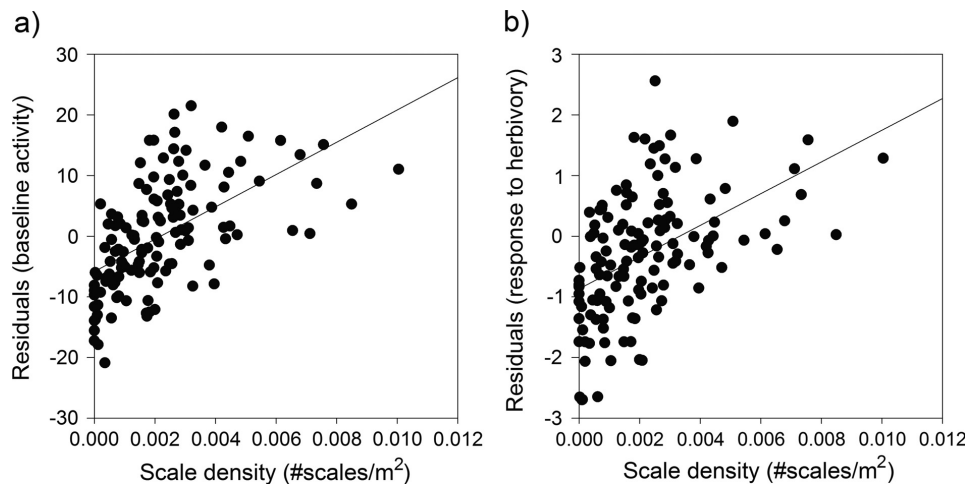 a)
30
20
10
0
-10
-20
-30
Residuals (baseline activity)
0.000 0.002 0.004 0.006 0.008 0.010 0.012
Scale density (#scales/m²)
b)
3
2
1
0
-1
-2
-3
Residuals (response to herbivory)
0.000 0.002 0.004 0.006 0.008 0.010 0.012
Scale density (#scales/m²)